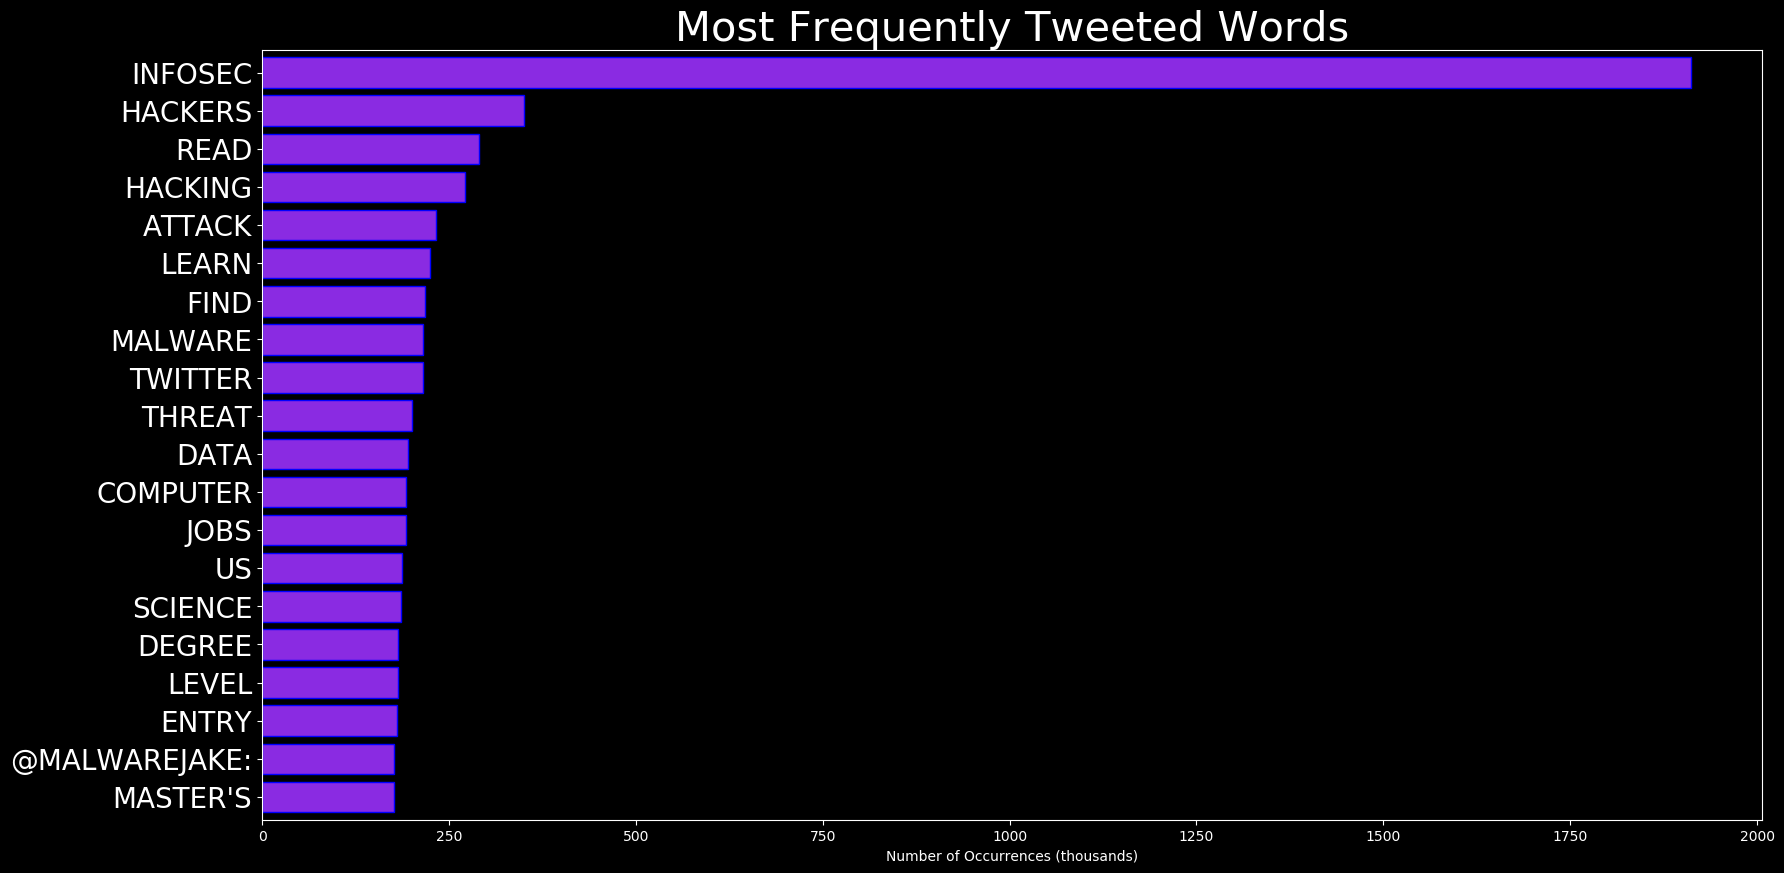 Most Frequently Tweeted Words
INFOSEC
HACKERS
READ
HACKING
ATTACK
LEARN
FIND
MALWARE
TWITTER
THREAT
DATA
COMPUTER
JOBS
US
SCIENCE
DEGREE
LEVEL
ENTRY
@MALWAREJAKE:
MASTER'S
0 250 500 750 1000 1250 1500 1750 2000
Number of Occurrences (thousands)